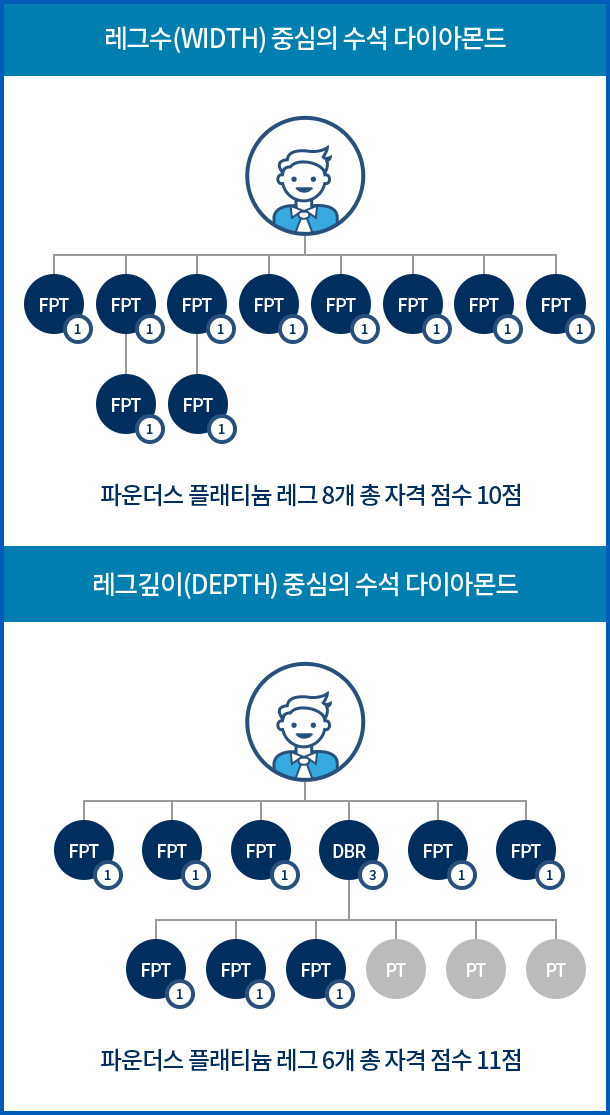 레그수(WIDTH) 중심의 수석 다이아몬드
FPT FPT FPT FPT FPT FPT FPT FPT
1 1 1 1 1 1 1 1
FPT FPT
1 1
파운더스 플래티늄 레그 8개 총 자격 점수 10점
레그깊이(DEPTH) 중심의 수석 다이아몬드
FPT FPT FPT DBR FPT FPT
1 1 1 3 1 1
FPT FPT FPT PT PT PT
1 1 1
파운더스 플래티늄 레그 6개 총 자격 점수 11점